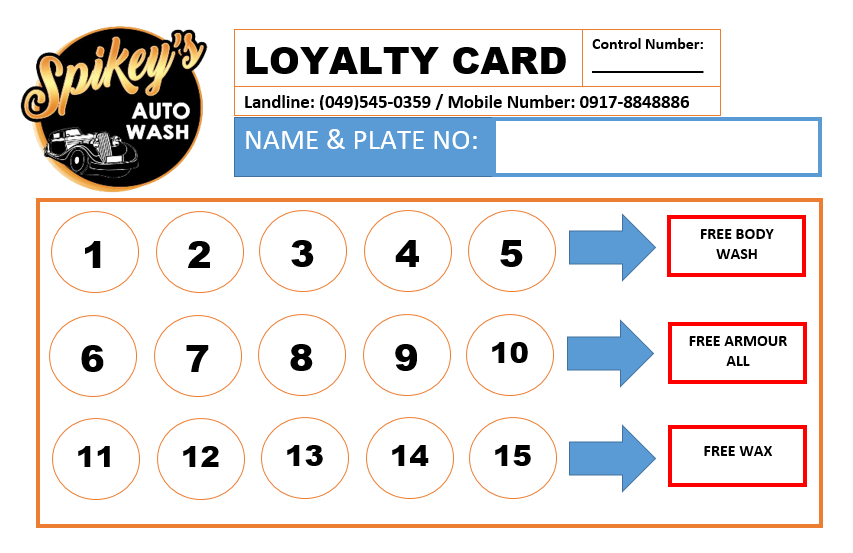 Spikey's
AUTO
WASH
LOYALTY CARD
Control Number:
Landline: (049)545-0359 / Mobile Number: 0917-8848886
NAME & PLATE NO:
1 2 3 4 5
FREE BODY
WASH
6 7 8 9 10
FREE ARMOUR
ALL
11 12 13 14 15
FREE WAX